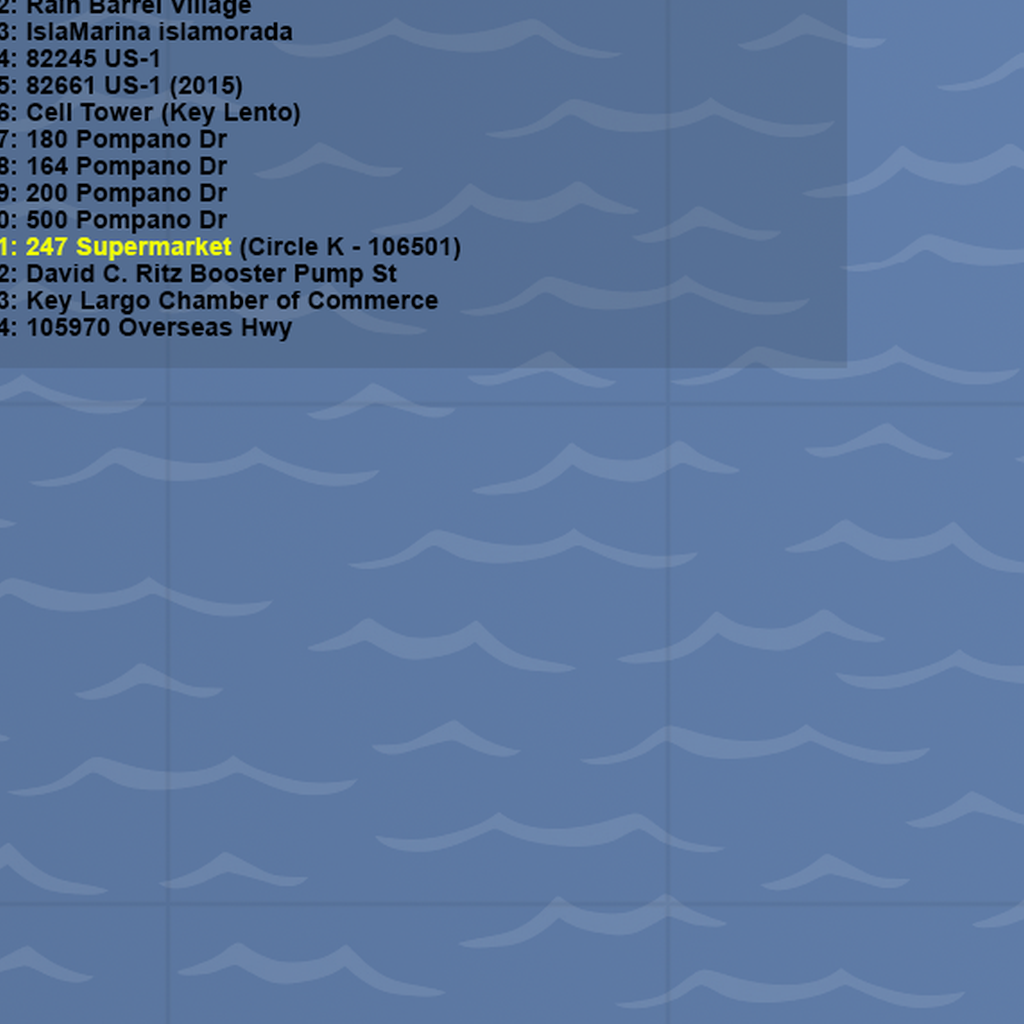 2: Rain Barrel Village
3: IslaMarina islamorada
4: 82245 US-1
5: 82661 US-1 (2015)
6: Cell Tower (Key Lento)
7: 180 Pompano Dr
8: 164 Pompano Dr
9: 200 Pompano Dr
0: 500 Pompano Dr
1: 247 Supermarket (Circle K - 106501)
2: David C. Ritz Booster Pump St
3: Key Largo Chamber of Commerce
4: 105970 Overseas Hwy